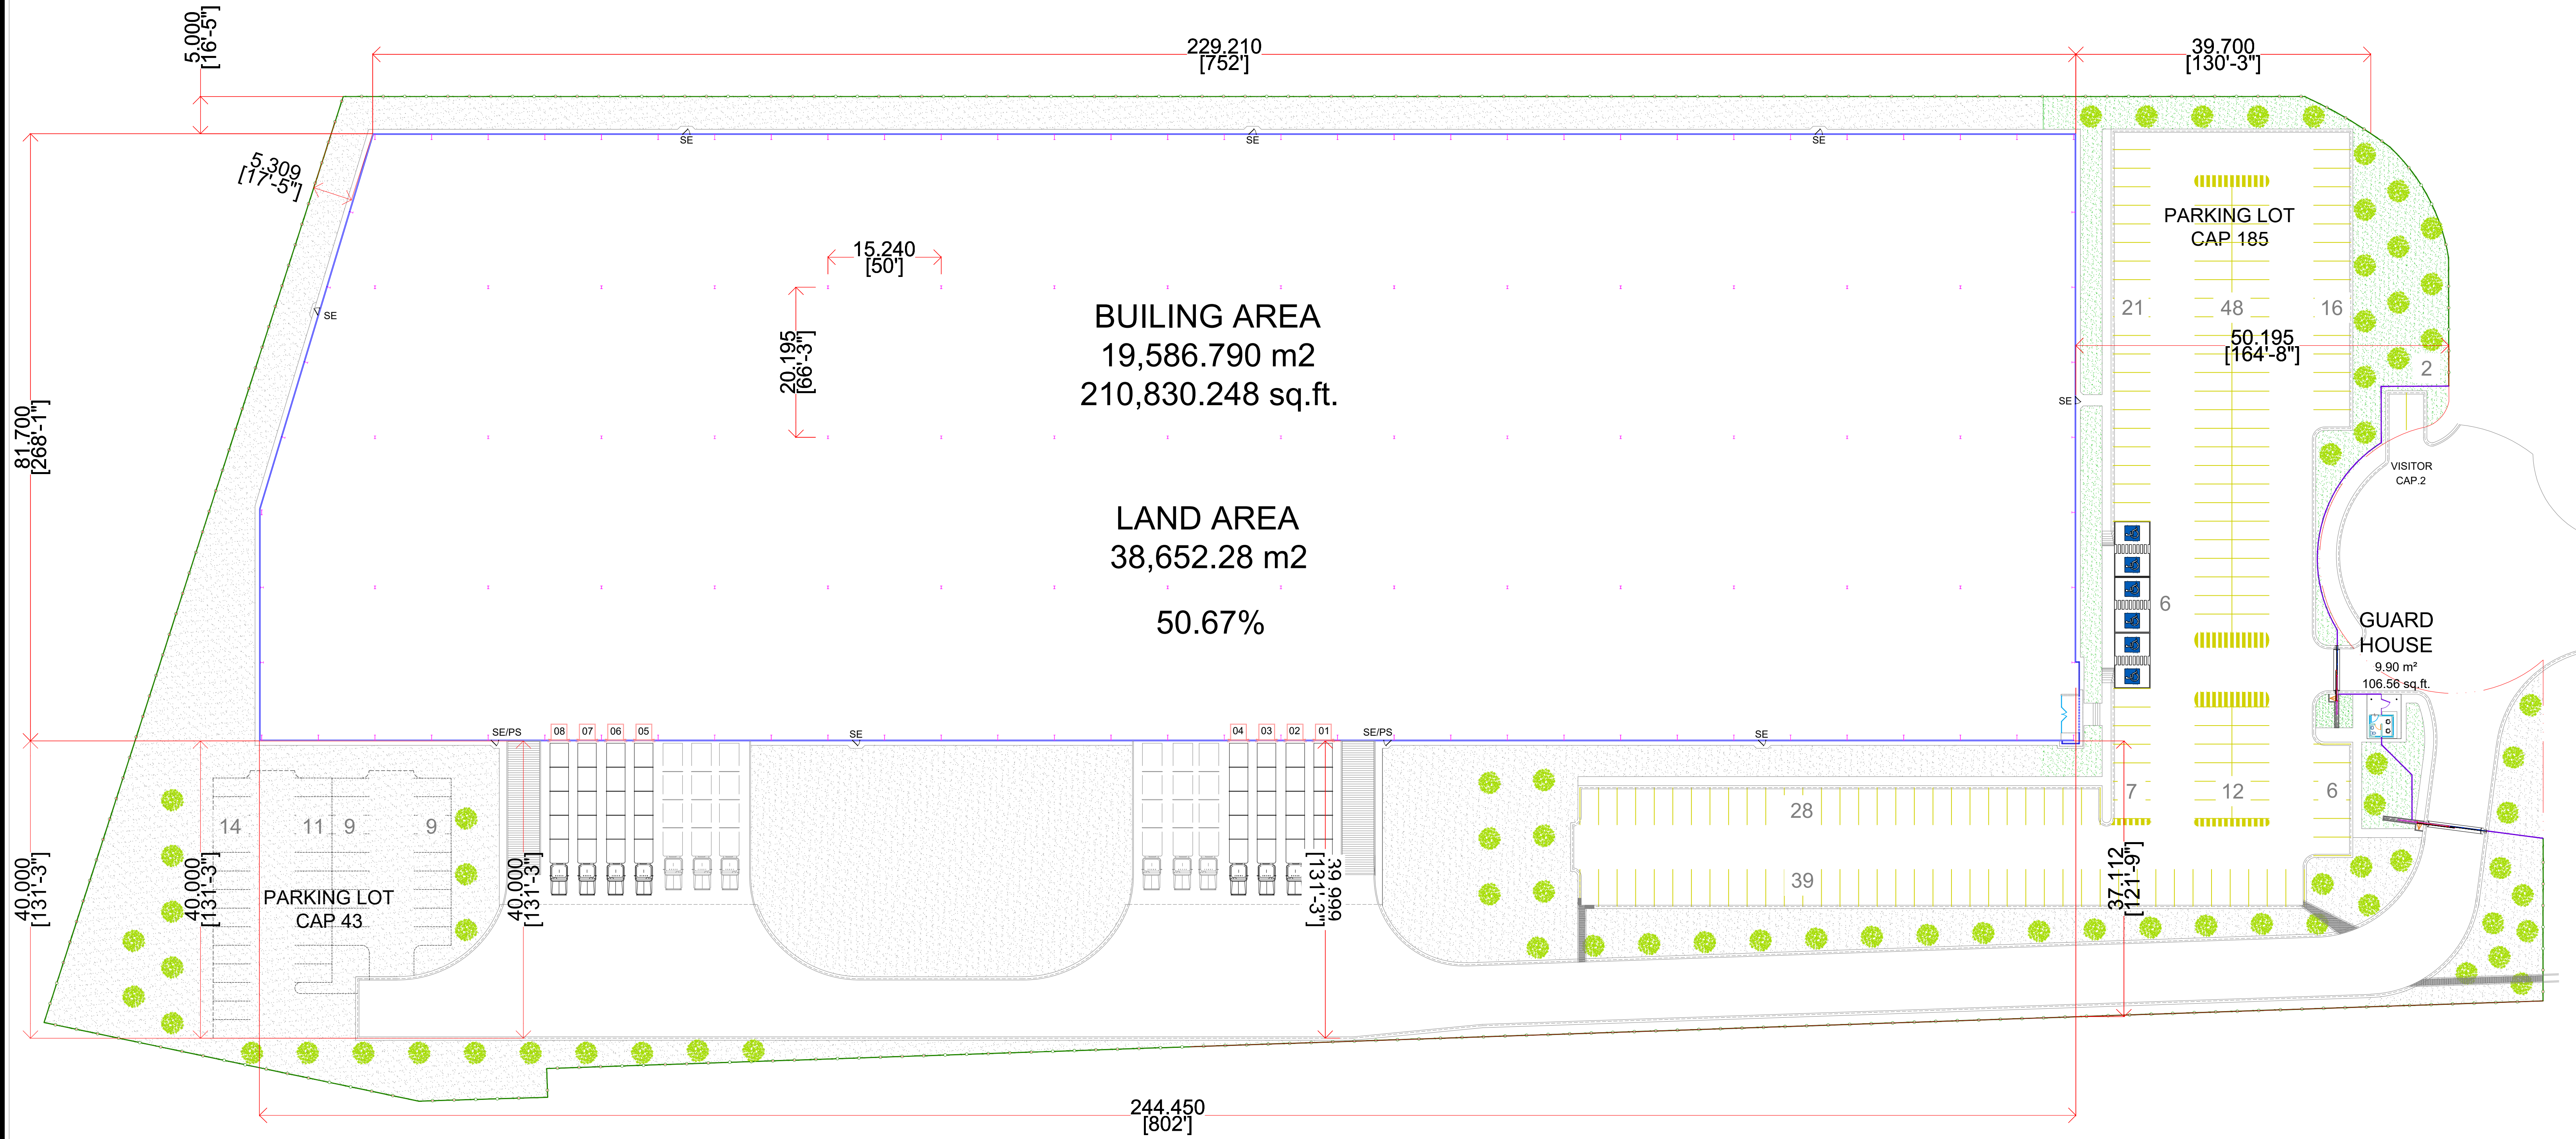 5.000
[16'-5"]
229.210
[752']
39.700
[130'-3"]
5.309
[17'-5"]
SE
SE
SE
81.700
[268'-1"]
15.240
[50']
20.195
[66'-3"]
SE
BUILING AREA
19,586.790 m2
210,830.248 sq.ft.
LAND AREA
38,652.28 m2
50.67%
PARKING LOT
CAP 185
21
48
16
50.195
[164'-8"]
2
SE
VISITOR
CAP.2
6
GUARD
HOUSE
9.90 m²
106.56 sq.ft.
SE/PS
08
07
06
05
SE
04
03
02
01
SE/PS
SE
14
11
9
9
28
7
12
6
40.000
[131'-3"]
40.000
[131'-3"]
40.000
[131'-3"]
39.999
[131'-3"]
39
37.112
[121'-9"]
PARKING LOT
CAP 43
244.450
[802']